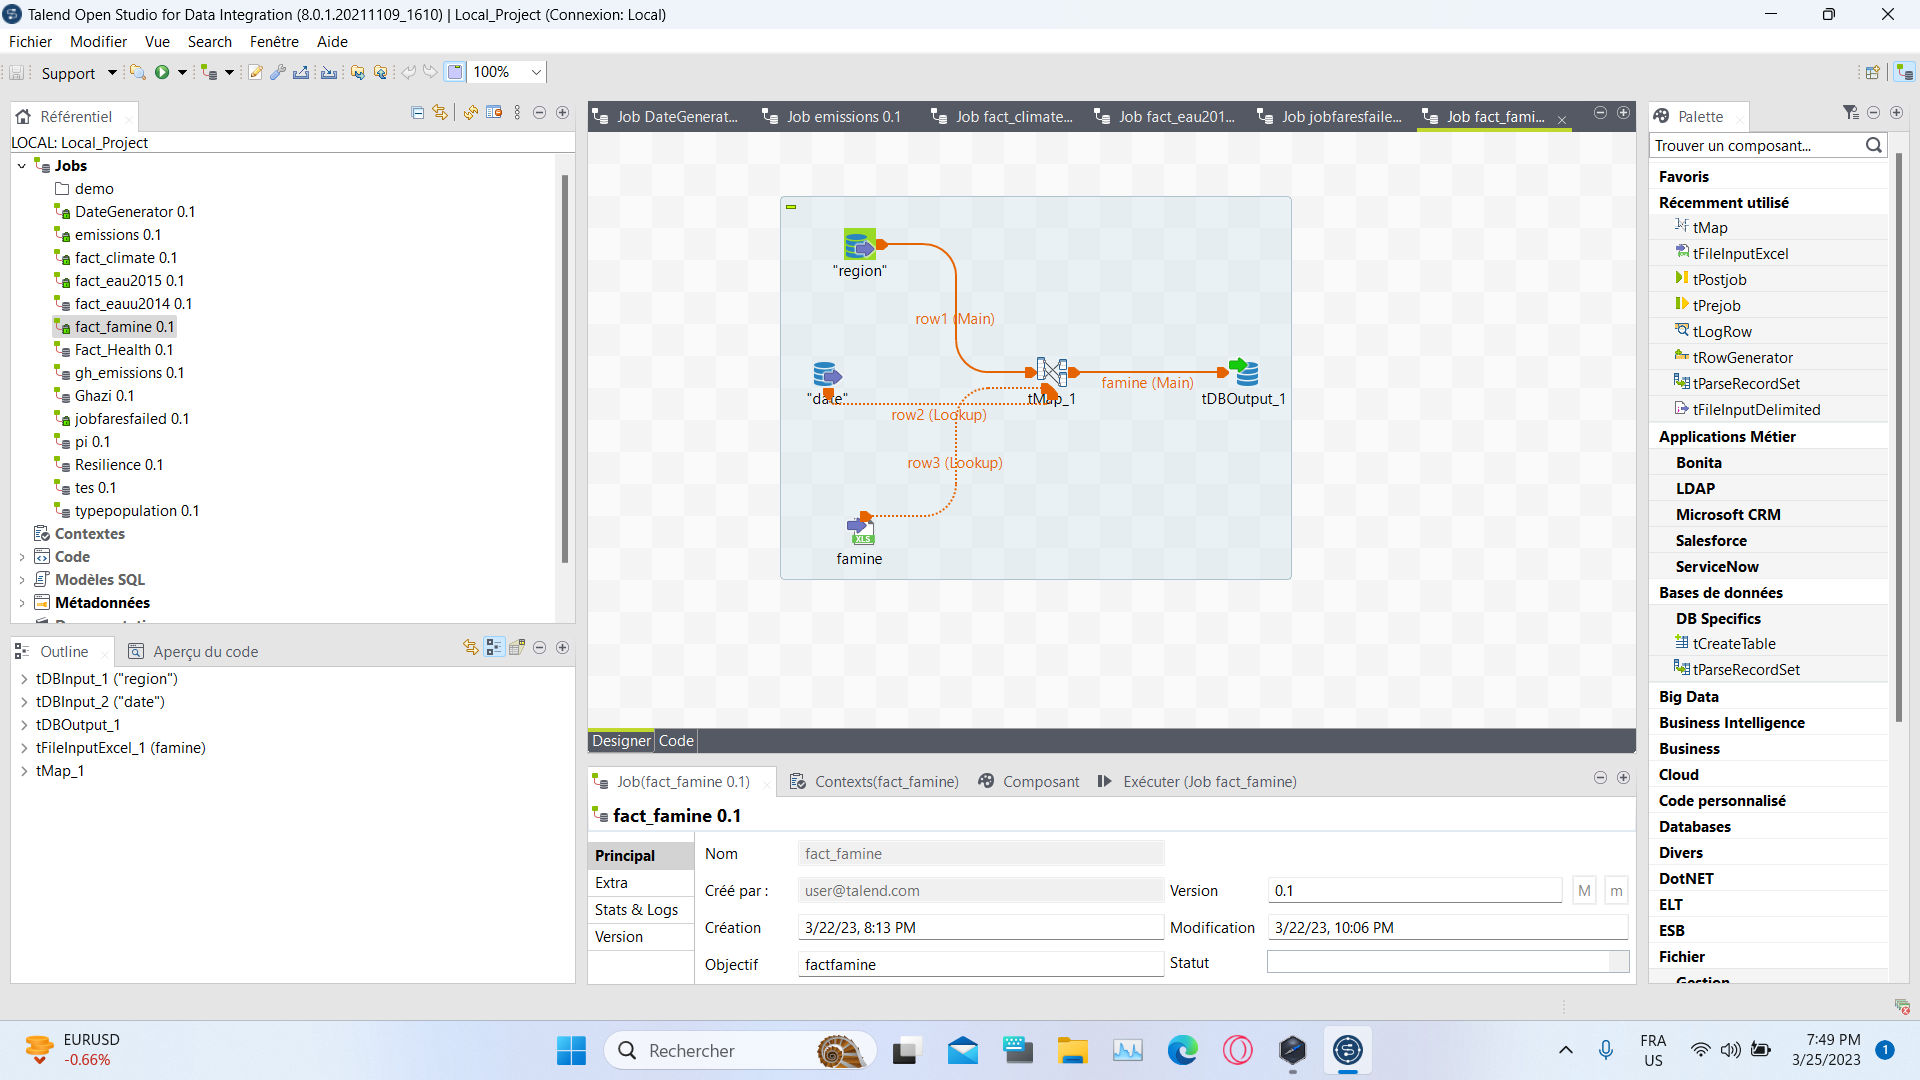 Talend Open Studio for Data Integration (8.0.1.20211109_1610) | Local_Project (Connexion: Local)
Fichier Modifier Vue Search Fenêtre Aide
Support 100%
Référentiel
LOCAL: Local_Project
Jobs
demo
DateGenerator 0.1
emissions 0.1
fact_climate 0.1
fact_eau2015 0.1
fact_eauu2014 0.1
fact_famine 0.1
Fact_Health 0.1
gh_emissions 0.1
Ghazi 0.1
jobfaresfailed 0.1
pi 0.1
Resilience 0.1
tes 0.1
typepopulation 0.1
Contextes
Code
Modèles SQL
Métadonnées
Outline Aperçu du code
tDBInput_1 ("region")
tDBInput_2 ("date")
tDBOutput_1
tFileInputExcel_1 (famine)
tMap_1
Job DateGenerat... Job emissions 0.1 Job fact_climate... Job fact_eau201... Job jobfaresfaile... Job fact_fami...
"region"
row1 (Main)
"date"
row2 (Lookup)
tMap_1
famine (Main)
tDBOutput_1
row3 (Lookup)
XLS
famine
Designer Code
Job(fact_famine 0.1) Contexts(fact_famine) Composant Exécuter (Job fact_famine)
fact_famine 0.1
Principal
Extra
Stats & Logs
Version
Nom fact_famine
Créé par : user@talend.com Version 0.1 M m
Création 3/22/23, 8:13 PM Modification 3/22/23, 10:06 PM
Objectif factfamine Statut
Palette
Trouver un composant...
Favoris
Récemment utilisé
tMap
tFileInputExcel
tPostjob
tPrejob
tLogRow
tRowGenerator
tParseRecordSet
tFileInputDelimited
Applications Métier
Bonita
LDAP
Microsoft CRM
Salesforce
ServiceNow
Bases de données
DB Specifics
tCreateTable
tParseRecordSet
Big Data
Business Intelligence
Business
Cloud
Code personnalisé
Databases
Divers
DotNET
ELT
ESB
Fichier
Gestion
EURUSD
-0.66%
Rechercher
FRA
US
7:49 PM
3/25/2023
1